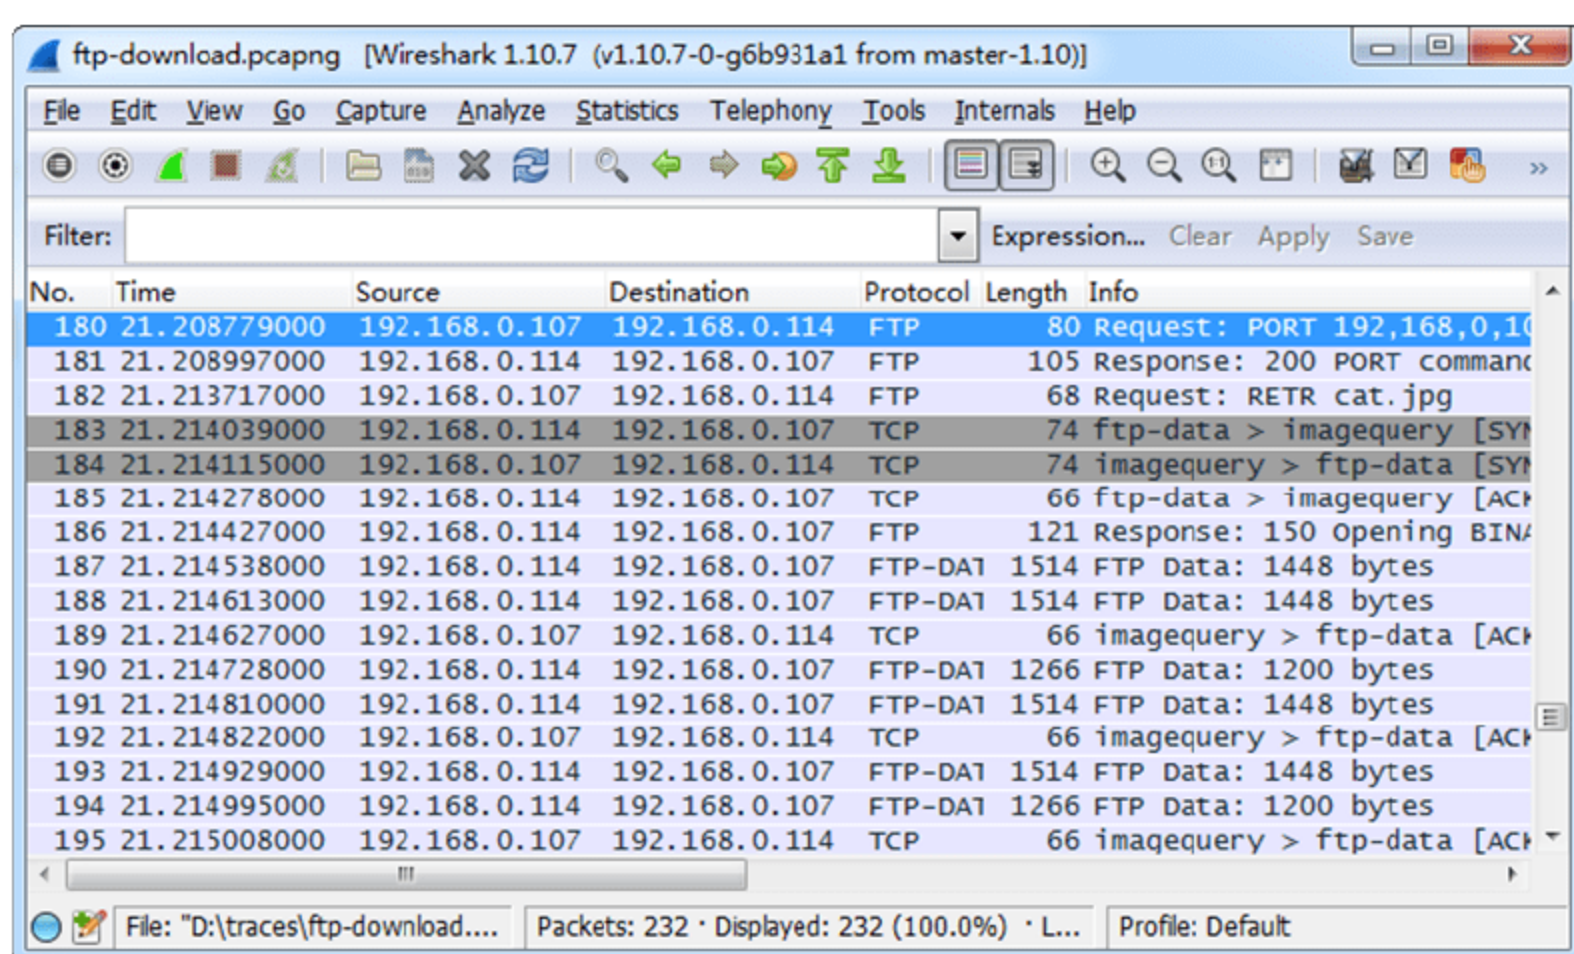 ftp-download.pcapng [Wireshark 1.10.7 (v1.10.7-0-g6b931a1 from master-1.10)]
File Edit View Go Capture Analyze Statistics Telephony Tools Internals Help
Filter: Expression... Clear Apply Save
No. Time Source Destination Protocol Length Info
180 21.208779000 192.168.0.107 192.168.0.114 FTP 80 Request: PORT 192,168,0,10
181 21.208997000 192.168.0.114 192.168.0.107 FTP 105 Response: 200 PORT command
182 21.213717000 192.168.0.107 192.168.0.114 FTP 68 Request: RETR cat.jpg
183 21.214039000 192.168.0.114 192.168.0.107 TCP 74 ftp-data > imagequery [SYN
184 21.214115000 192.168.0.107 192.168.0.114 TCP 74 imagequery > ftp-data [SYN
185 21.214278000 192.168.0.114 192.168.0.107 TCP 66 ftp-data > imagequery [ACK
186 21.214427000 192.168.0.114 192.168.0.107 FTP 121 Response: 150 Opening BINA
187 21.214538000 192.168.0.114 192.168.0.107 FTP-DAT 1514 FTP Data: 1448 bytes
188 21.214613000 192.168.0.114 192.168.0.107 FTP-DAT 1514 FTP Data: 1448 bytes
189 21.214627000 192.168.0.107 192.168.0.114 TCP 66 imagequery > ftp-data [ACK
190 21.214728000 192.168.0.114 192.168.0.107 FTP-DAT 1266 FTP Data: 1200 bytes
191 21.214810000 192.168.0.114 192.168.0.107 FTP-DAT 1514 FTP Data: 1448 bytes
192 21.214822000 192.168.0.107 192.168.0.114 TCP 66 imagequery > ftp-data [ACK
193 21.214929000 192.168.0.114 192.168.0.107 FTP-DAT 1514 FTP Data: 1448 bytes
194 21.214995000 192.168.0.114 192.168.0.107 FTP-DAT 1266 FTP Data: 1200 bytes
195 21.215008000 192.168.0.107 192.168.0.114 TCP 66 imagequery > ftp-data [ACK
File: "D:\traces\ftp-download.... Packets: 232 · Displayed: 232 (100.0%) · L... Profile: Default